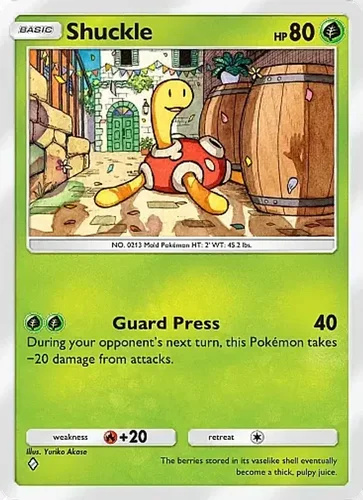 BASIC Shuckle HP 80
NO. 0213 Mold Pokémon HT: 2' WT: 45.2 lbs.
Guard Press 40
During your opponent's next turn, this Pokémon takes
−20 damage from attacks.
weakness +20 retreat
Illus. Yuriko Akase
The berries stored in its vaselike shell eventually
become a thick, pulpy juice.